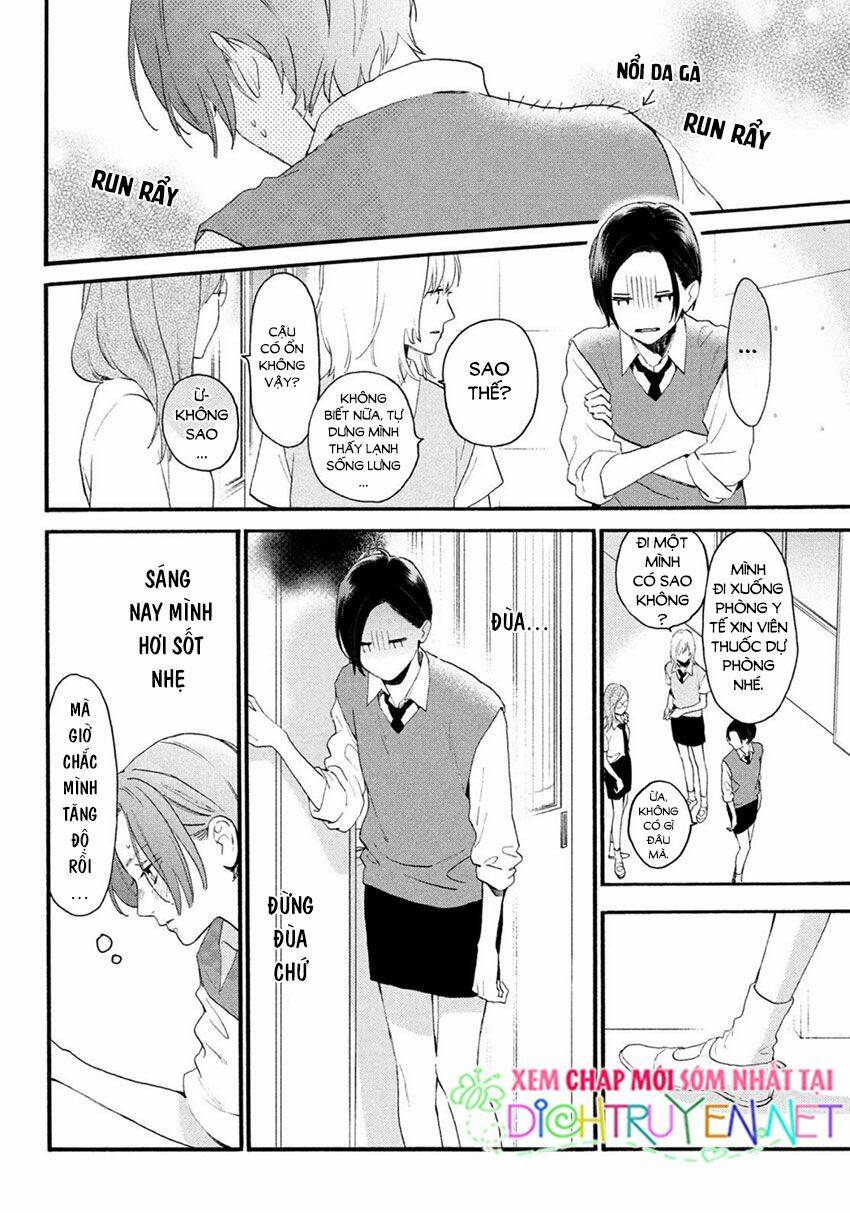 NỔI DA GÀ
RUN RẨY
RUN RẨY
...
SAO
THẾ?
KHÔNG
BIẾT NỮA, TỰ
DƯNG MÌNH
THẤY LẠNH
SỐNG LƯNG
...
CẬU
CÓ ỔN
KHÔNG
VẬY?
Ừ-
KHÔNG
SAO
...
MÌNH
ĐI XUỐNG
PHÒNG Y
TẾ XIN VIÊN
THUỐC DỰ
PHÒNG
NHÉ.
ĐI MỘT
MÌNH
CÓ SAO
KHÔNG
?
ỪA,
KHÔNG
CÓ GÌ
ĐÂU
MÀ.
ĐÙA...
ĐỪNG
ĐÙA
CHỨ
SÁNG
NAY MÌNH
HƠI SỐT
NHẸ
MÀ
GIỜ CHẮC
MÌNH
TĂNG
ĐỘ
RỒI
...
XEM CHAP MỚI SỚM NHẤT TẠI
DICHTRUYEN.NET